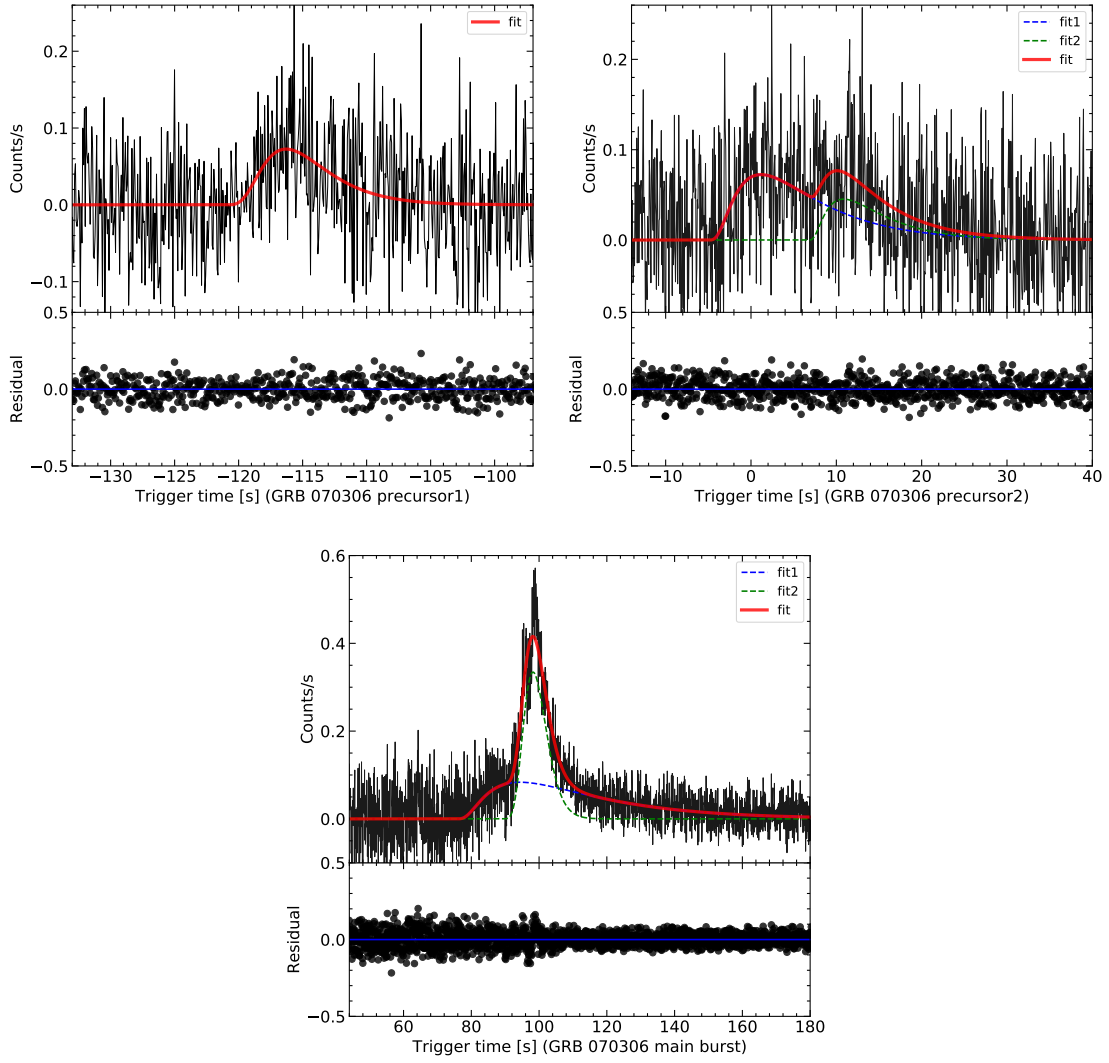 fit
0.2
0.1
0.0
−0.1
Counts/s
0.5
0.0
−0.5
Residual
−130 −125 −120 −115 −110 −105 −100
Trigger time [s] (GRB 070306 precursor1)
fit1
fit2
fit
0.2
0.1
0.0
Counts/s
0.5
0.0
−0.5
Residual
−10 0 10 20 30 40
Trigger time [s] (GRB 070306 precursor2)
fit1
fit2
fit
0.6
0.4
0.2
0.0
Counts/s
0.5
0.0
−0.5
Residual
60 80 100 120 140 160 180
Trigger time [s] (GRB 070306 main burst)